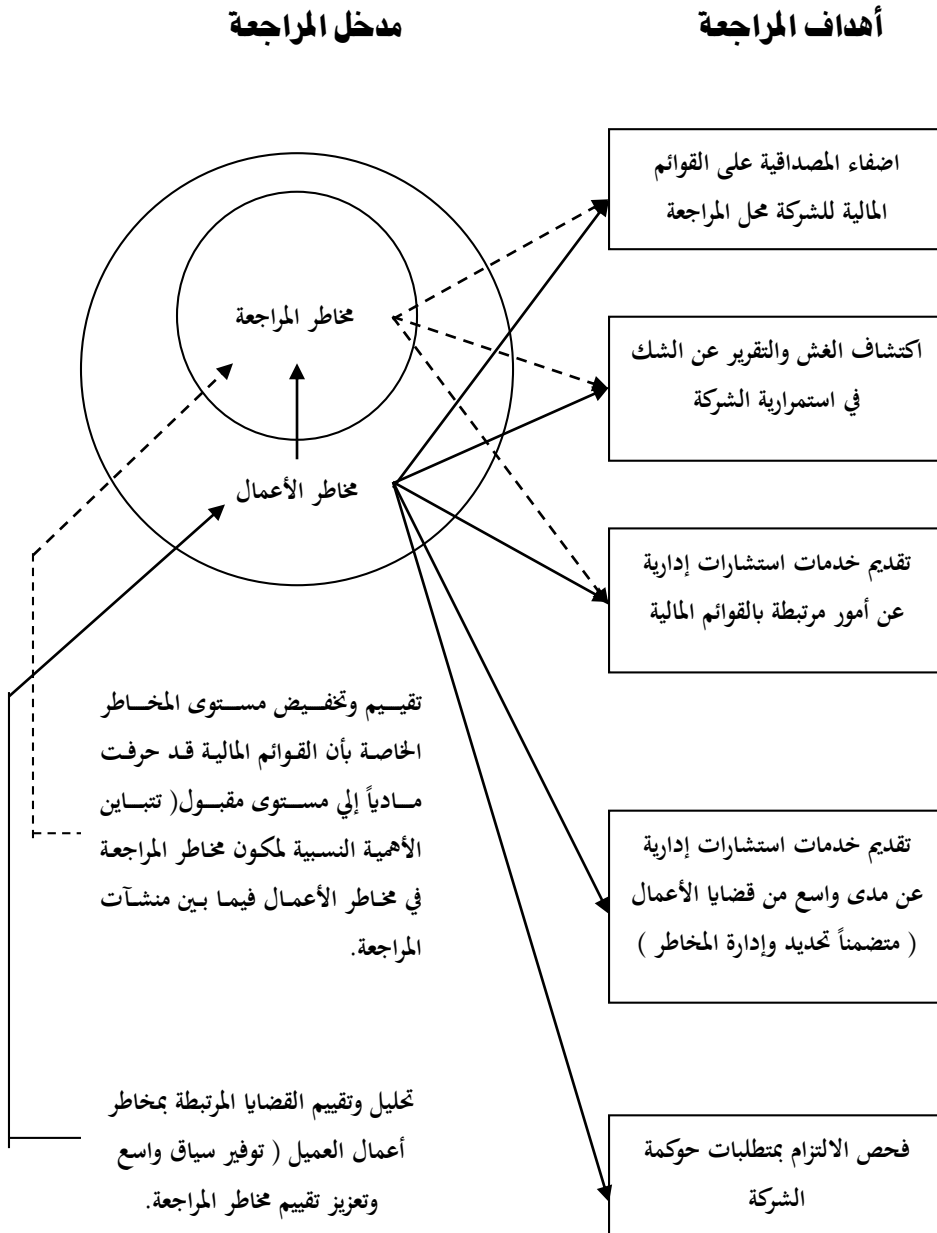 أهداف المراجعة
مدخل المراجعة
اضفاء المصداقية على القوائم
المالية للشركة محل المراجعة
اكتشاف الغش والتقرير عن الشك
في استمرارية الشركة
تقديم خدمات استشارات إدارية
عن أمور مرتبطة بالقوائم المالية
تقديم خدمات استشارات إدارية
عن مدى واسع من قضايا الأعمال
( متضمناً تحديد وإدارة المخاطر )
فحص الالتزام بمتطلبات حوكمة
الشركة
مخاطر المراجعة
مخاطر الأعمال
تقييم وتخفيض مستوى المخاطر
الخاصة بأن القوائم المالية قد حرفت
مادياً إلي مستوى مقبول( تتباين
الأهمية النسبية لمكون مخاطر المراجعة
في مخاطر الأعمال فيما بين منشآت
المراجعة.
تحليل وتقييم القضايا المرتبطة بمخاطر
أعمال العميل ( توفير سياق واسع
وتعزيز تقييم مخاطر المراجعة.